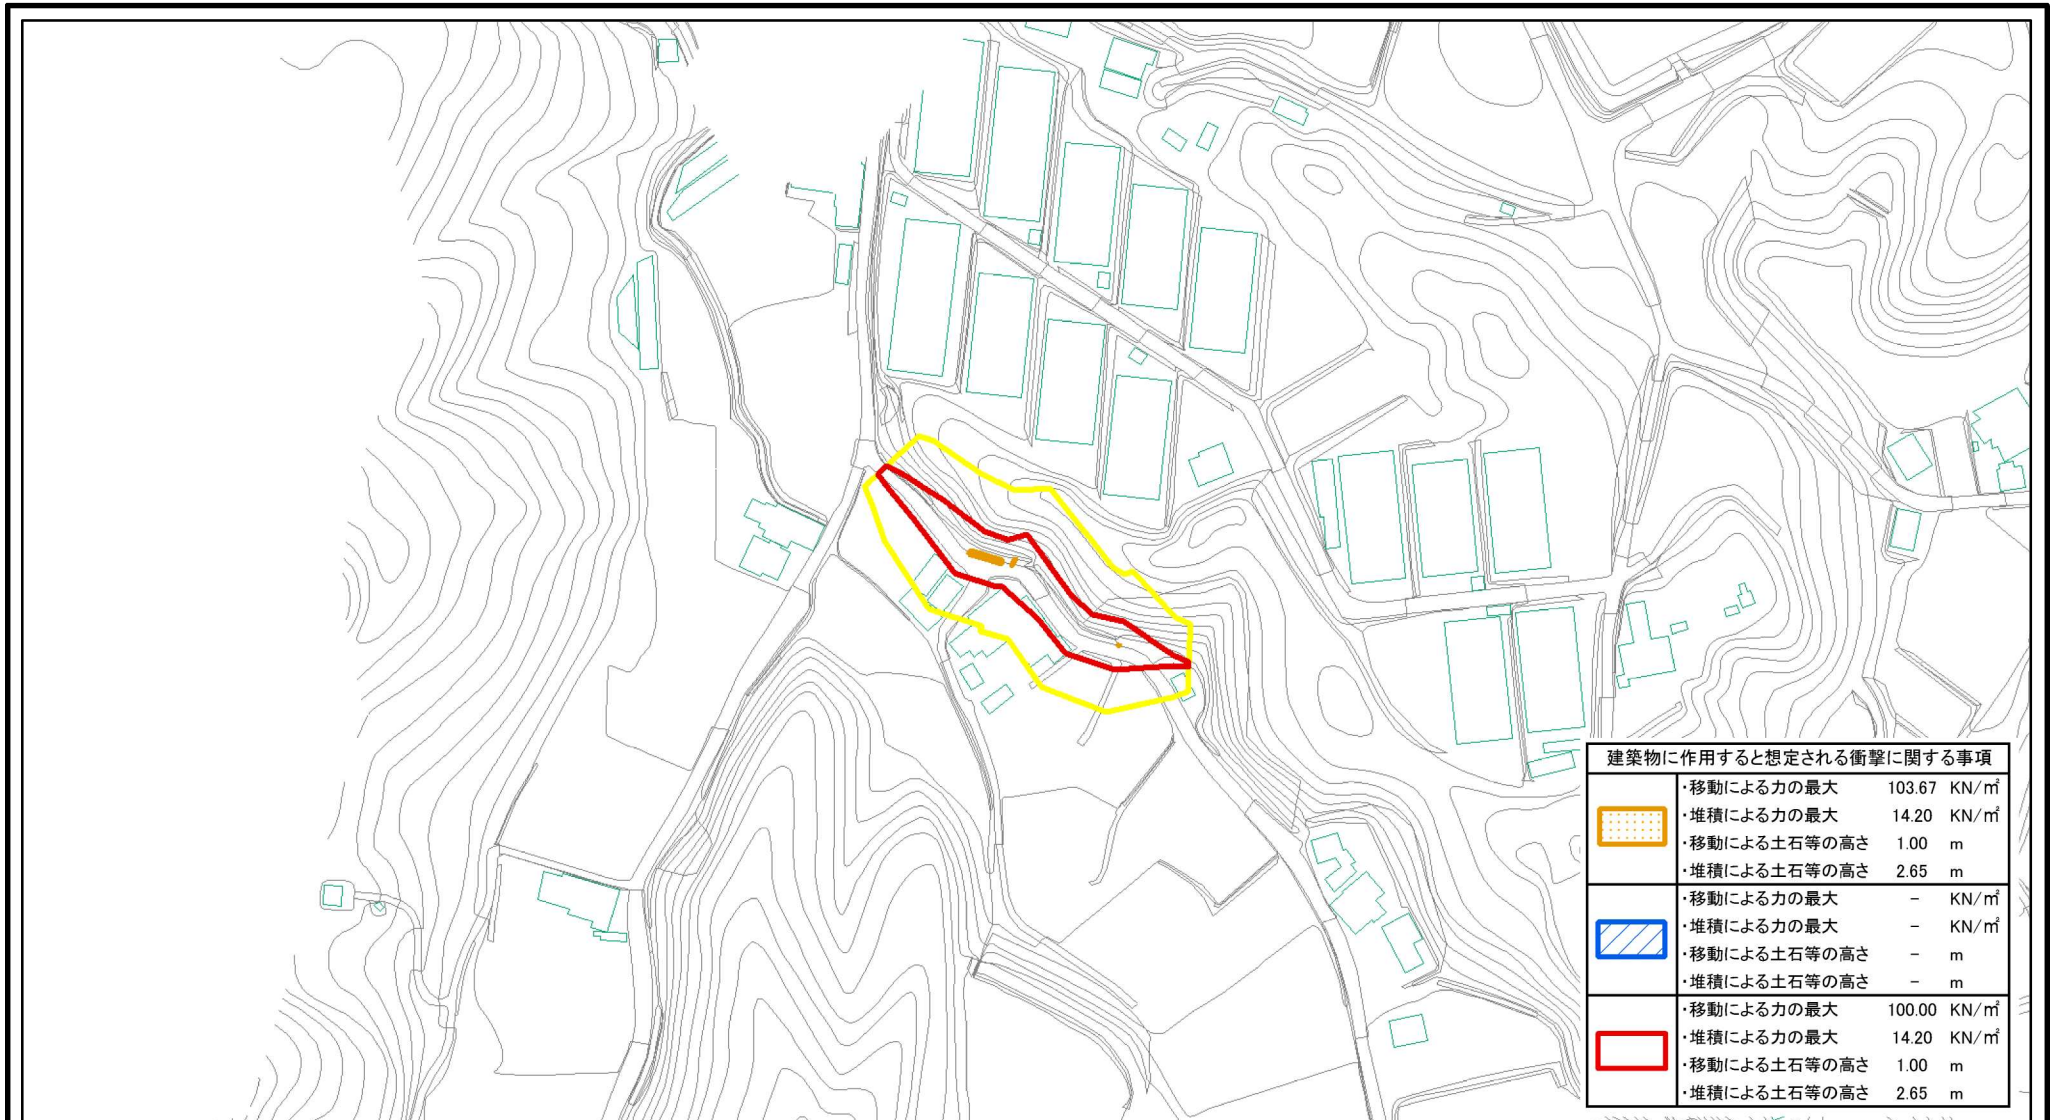 建築物に作用すると想定される衝撃に関する事項
・移動による力の最大 103.67 KN/㎡
・堆積による力の最大 14.20 KN/㎡
・移動による土石等の高さ 1.00 m
・堆積による土石等の高さ 2.65 m
・移動による力の最大 - KN/㎡
・堆積による力の最大 - KN/㎡
・移動による土石等の高さ - m
・堆積による土石等の高さ - m
・移動による力の最大 100.00 KN/㎡
・堆積による力の最大 14.20 KN/㎡
・移動による土石等の高さ 1.00 m
・堆積による土石等の高さ 2.65 m